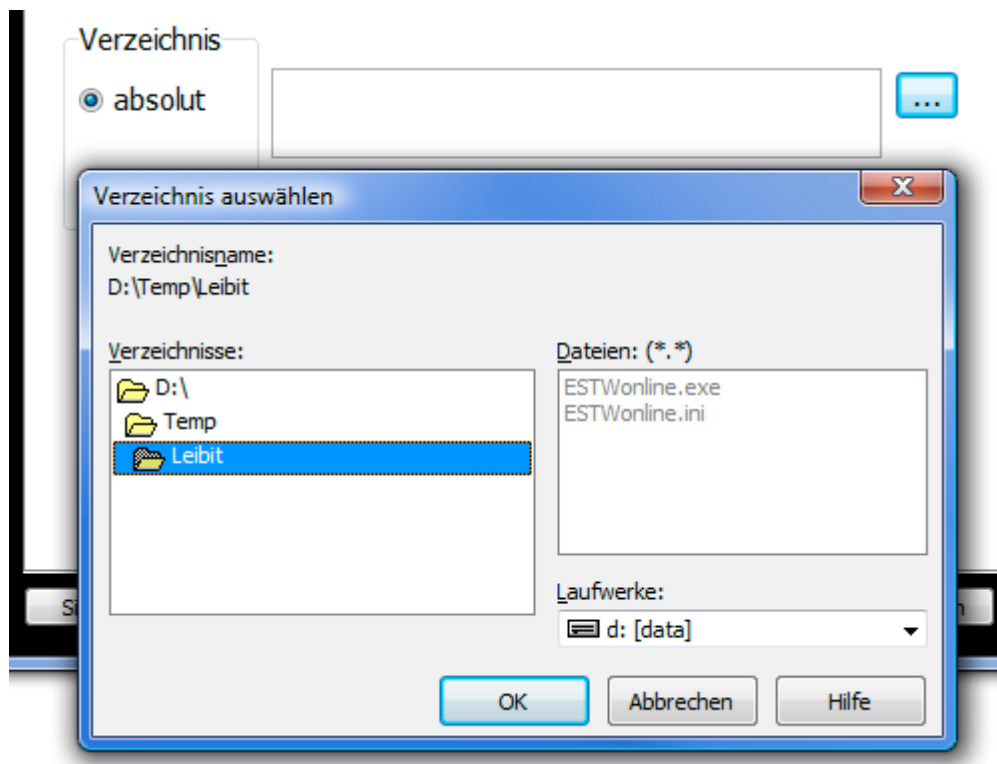 Verzeichnis
absolut
...
Verzeichnis auswählen
Verzeichnisname:
D:\Temp\Leibit
Verzeichnisse:
Dateien: (*.*)
D:\
Temp
Leibit
ESTWonline.exe
ESTWonline.ini
Laufwerke:
d: [data]
OK
Abbrechen
Hilfe